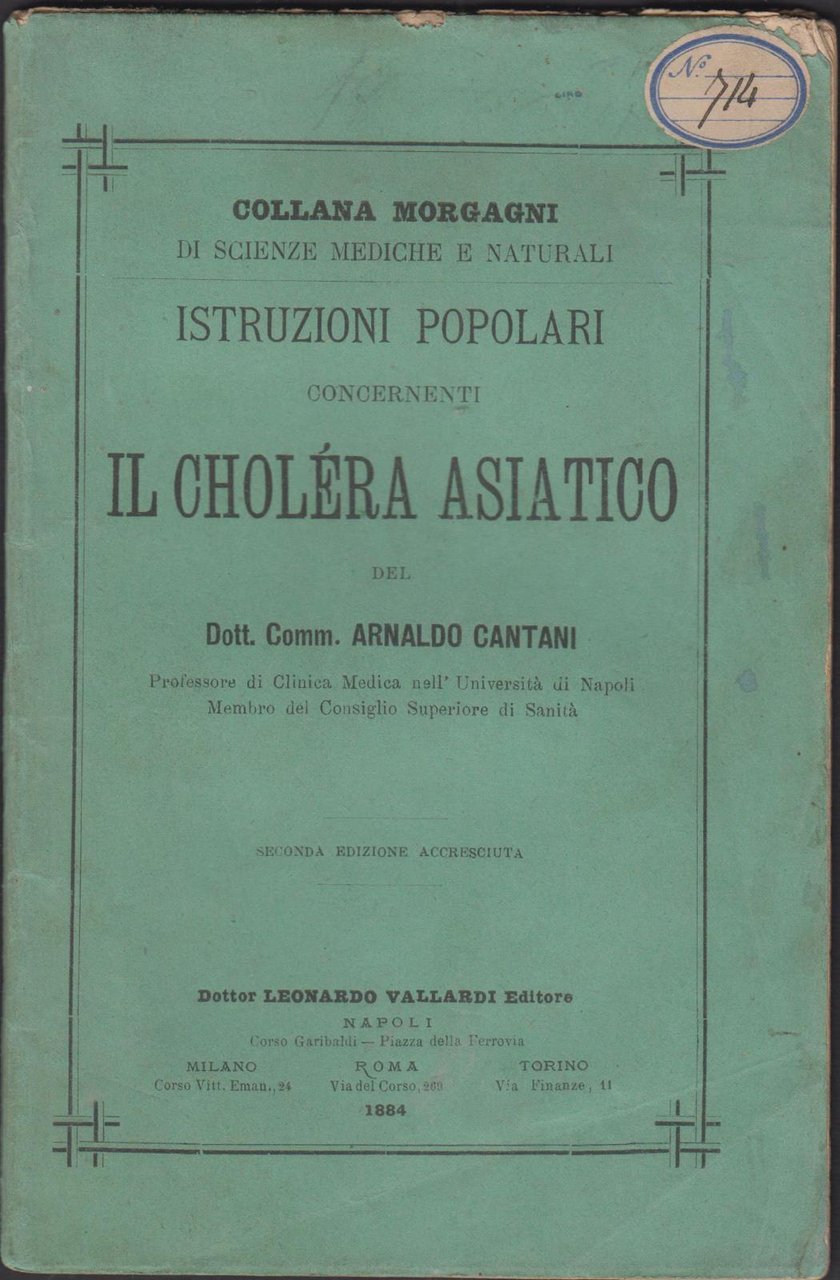 Nº 714
COLLANA MORGAGNI
DI SCIENZE MEDICHE E NATURALI
ISTRUZIONI POPOLARI
CONCERNENTI
IL CHOLÉRA ASIATICO
DEL
Dott. Comm. ARNALDO CANTANI
Professore di Clinica Medica nell' Università di Napoli
Membro del Consiglio Superiore di Sanità
SECONDA EDIZIONE ACCRESCIUTA
Dottor LEONARDO VALLARDI Editore
NAPOLI
Corso Garibaldi — Piazza della Ferrovia
MILANO ROMA TORINO
Corso Vitt. Eman., 24 Via del Corso, 269 Via Finanze, 11
1884